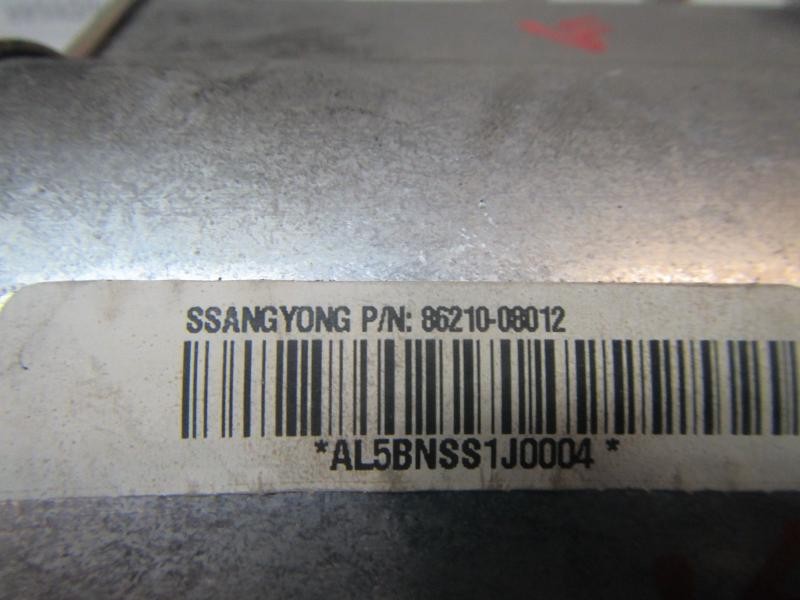 SSANGYONG P/N: 86210-08012
*AL5BNSS1J0004 *